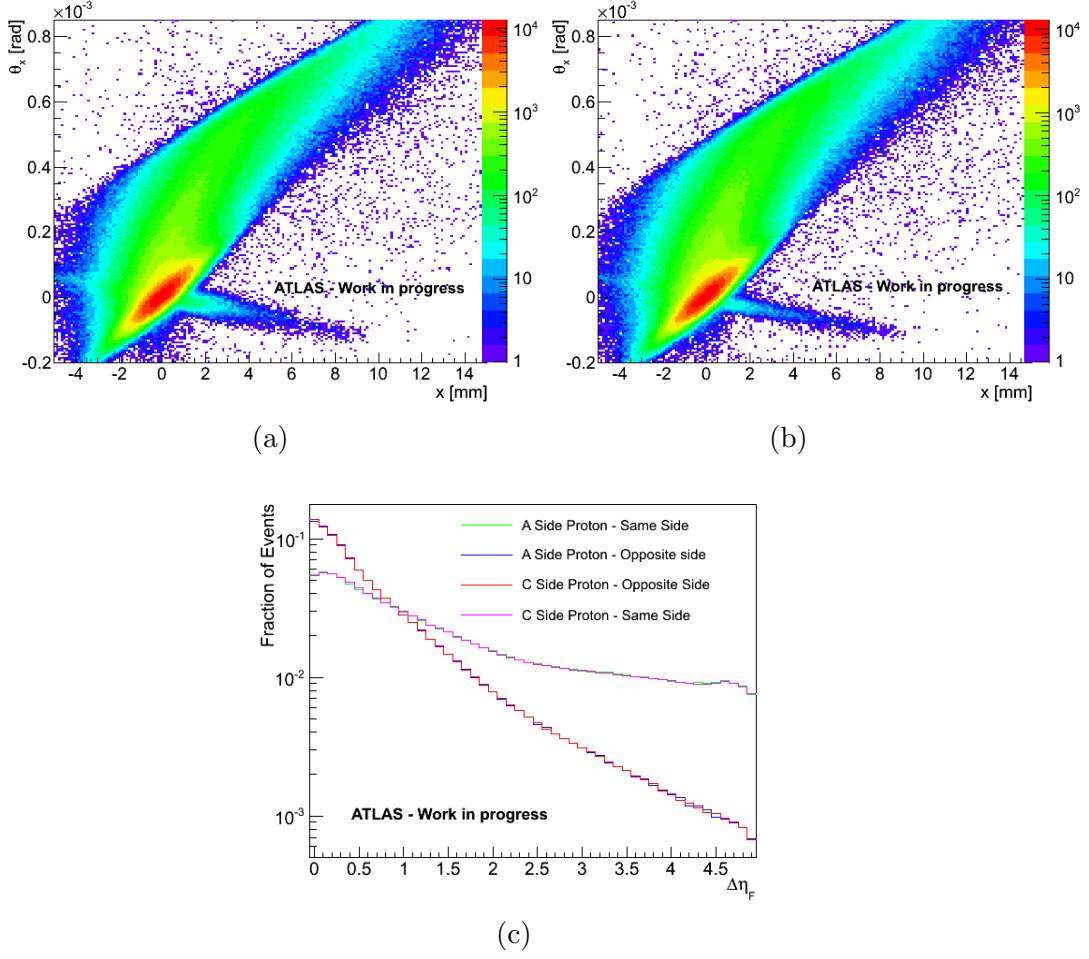 ×10⁻³
θx [rad]
0.8
0.6
0.4
0.2
0
-0.2
-4 -2 0 2 4 6 8 10 12 14
x [mm]
ATLAS - Work in progress
10⁴
10³
10²
10
1
(a)
×10⁻³
θx [rad]
0.8
0.6
0.4
0.2
0
-0.2
-4 -2 0 2 4 6 8 10 12 14
x [mm]
ATLAS - Work in progress
10⁴
10³
10²
10
1
(b)
Fraction of Events
10⁻¹
10⁻²
10⁻³
A Side Proton - Same Side
A Side Proton - Opposite side
C Side Proton - Opposite Side
C Side Proton - Same Side
ATLAS - Work in progress
0 0.5 1 1.5 2 2.5 3 3.5 4 4.5
ΔηF
(c)